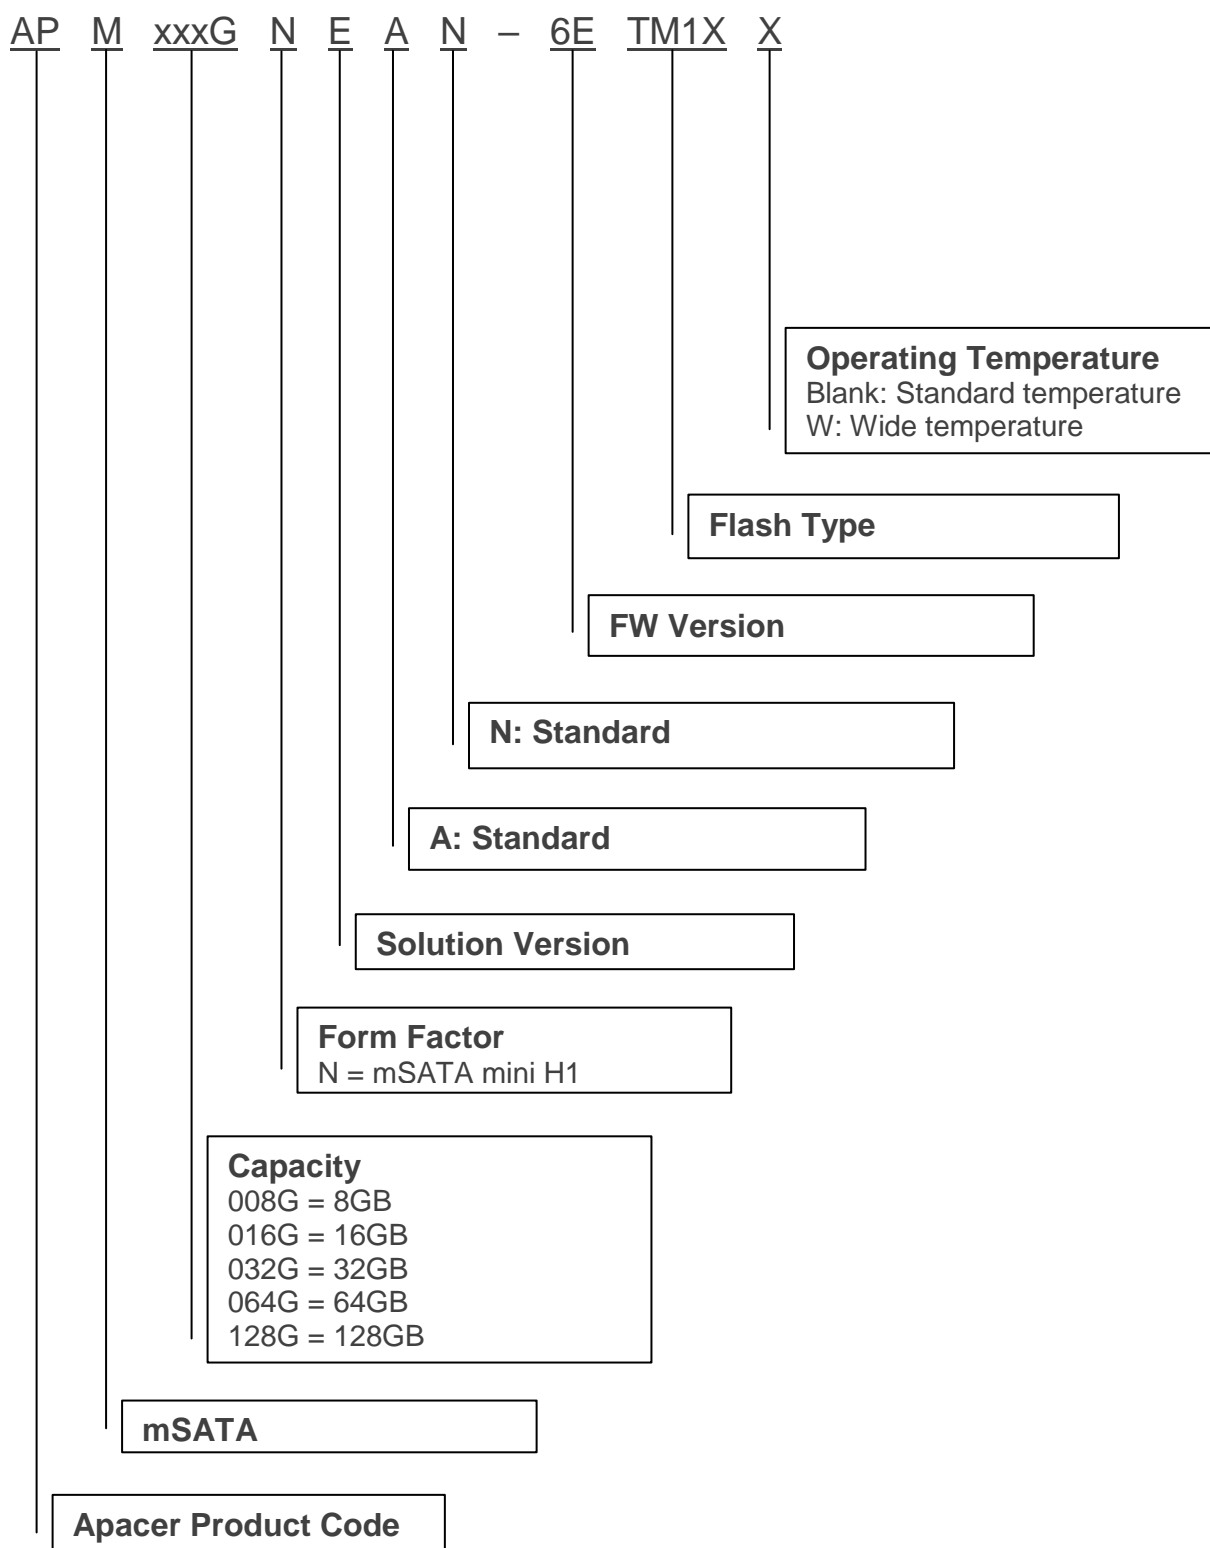 AP M xxxG N E A N – 6E TM1X X
Operating Temperature
Blank: Standard temperature
W: Wide temperature
Flash Type
FW Version
N: Standard
A: Standard
Solution Version
Form Factor
N = mSATA mini H1
Capacity
008G = 8GB
016G = 16GB
032G = 32GB
064G = 64GB
128G = 128GB
mSATA
Apacer Product Code